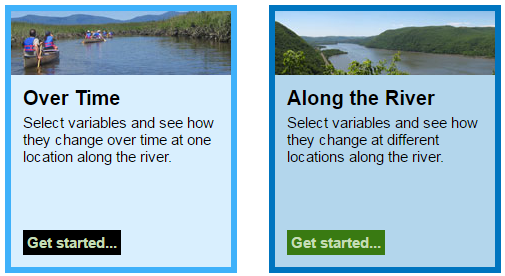 Over Time
Select variables and see how
they change over time at one
location along the river.
Get started...
Along the River
Select variables and see how
they change at different
locations along the river.
Get started...